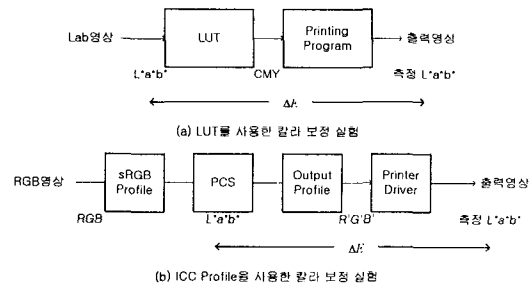 Lab영상
LUT
Printing Program
출력영상
L*a*b*
CMY
측정 L*a*b*
ΔE
(a) LUT를 사용한 칼라 보정 실험
RGB영상
sRGB Profile
PCS
Output Profile
Printer Driver
출력영상
RGB
L*a*b*
R'G'B'
측정 L*a*b*
ΔE
(b) ICC Profile을 사용한 칼라 보정 실험